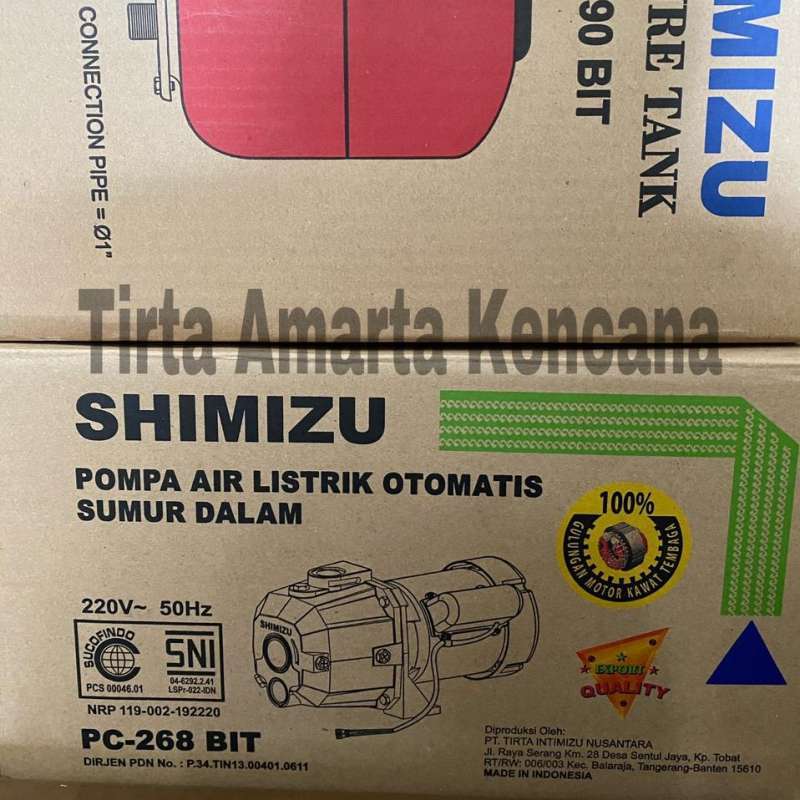 CONNECTION PIPE = Ø1"
90 BIT
TANK
Tirta Amarta Kencana
SHIMIZU
POMPA AIR LISTRIK OTOMATIS
SUMUR DALAM
100%
GULUNGAN MOTOR KAWAT TEMBAGA
220V~ 50Hz
SUCOFINDO
PCS 00046.01
SNI
04-6292.2.41
LSPr-022-IDN
SHIMIZU
NRP 119-002-192220
EXPORT
QUALITY
PC-268 BIT
DIRJEN PDN No. : P.34.TIN13.00401.0611
Diproduksi Oleh:
PT. TIRTA INTIMIZU NUSANTARA
Jl. Raya Serang Km. 28 Desa Sentul Jaya, Kp. Tobat
RT/RW: 006/003 Kec. Balaraja, Tangerang-Banten 15610
MADE IN INDONESIA